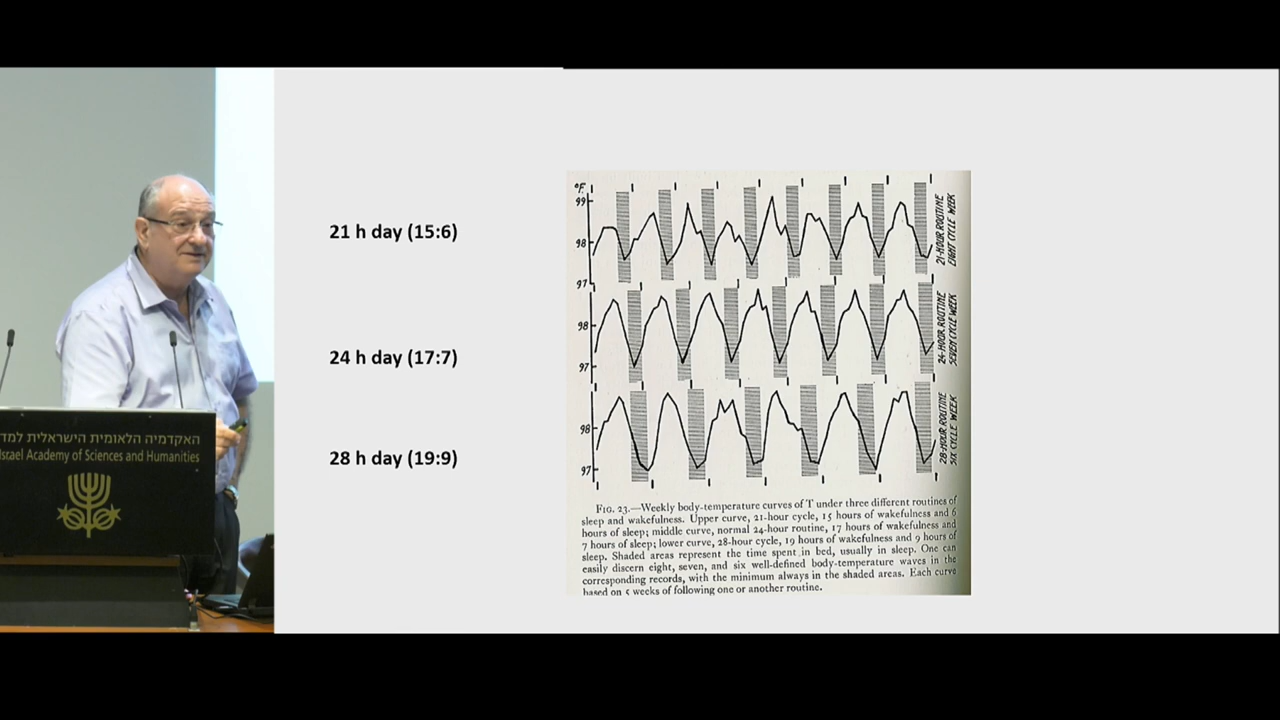 21 h day (15:6)
24 h day (17:7)
28 h day (19:9)
°F.
99
98
97
98
97
98
97
21-HOUR ROUTINE
EIGHT CYCLE WEEK
24-HOUR ROUTINE
SEVEN CYCLE WEEK
28-HOUR ROUTINE
SIX CYCLE WEEK
FIG. 23.—Weekly body-temperature curves of T under three different routines of
sleep and wakefulness. Upper curve, 21-hour cycle, 15 hours of wakefulness and 6
hours of sleep; middle curve, normal 24-hour routine, 17 hours of wakefulness and
7 hours of sleep; lower curve, 28-hour cycle, 19 hours of wakefulness and 9 hours of
sleep. Shaded areas represent the time spent in bed, usually in sleep. One can
easily discern eight, seven, and six well-defined body-temperature waves in the
corresponding records, with the minimum always in the shaded areas. Each curve
based on 5 weeks of following one or another routine.
האקדמיה הלאומית הישראלית למד
Israel Academy of Sciences and Humanities